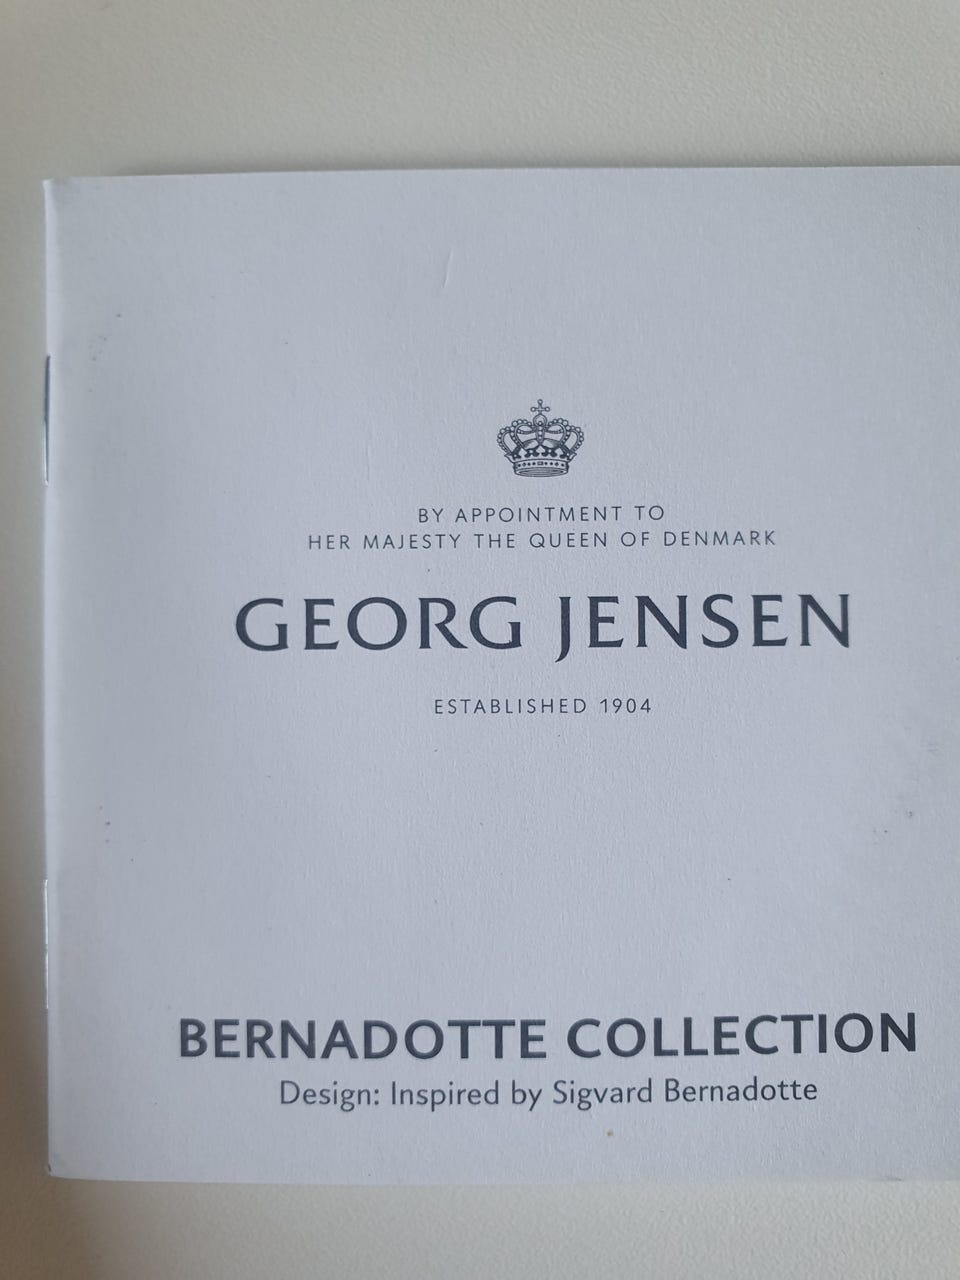 BY APPOINTMENT TO
HER MAJESTY THE QUEEN OF DENMARK
GEORG JENSEN
ESTABLISHED 1904
BERNADOTTE COLLECTION
Design: Inspired by Sigvard Bernadotte